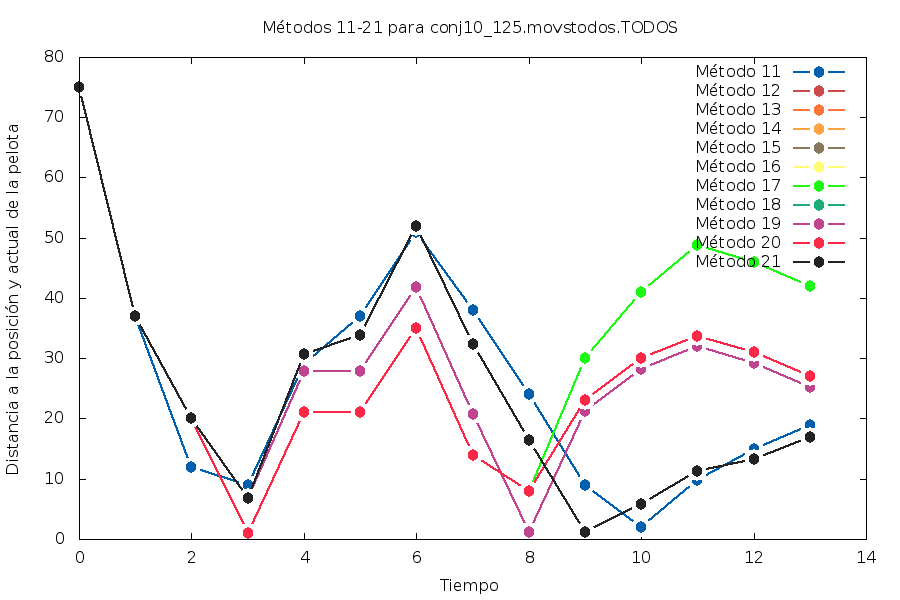 Métodos 11-21 para conj10_125.movstodos.TODOS
80
70
60
50
40
30
20
10
0
Distancia a la posición y actual de la pelota
Método 11
Método 12
Método 13
Método 14
Método 15
Método 16
Método 17
Método 18
Método 19
Método 20
Método 21
0 2 4 6 8 10 12 14
Tiempo